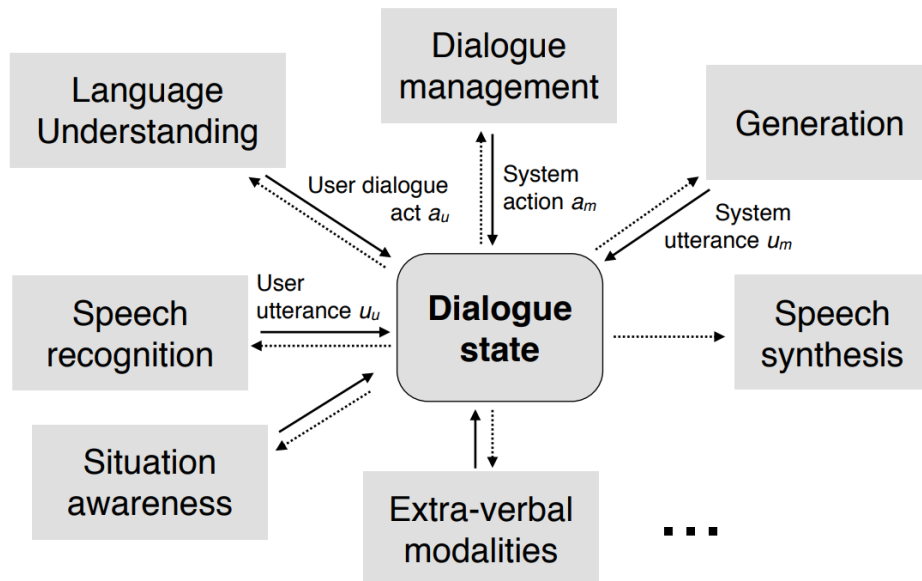 Dialogue
management
Language
Understanding
Generation
User dialogue
act a_u
System
action a_m
System
utterance u_m
User
utterance u_u
Dialogue
state
Speech
recognition
Speech
synthesis
Situation
awareness
Extra-verbal
modalities
...